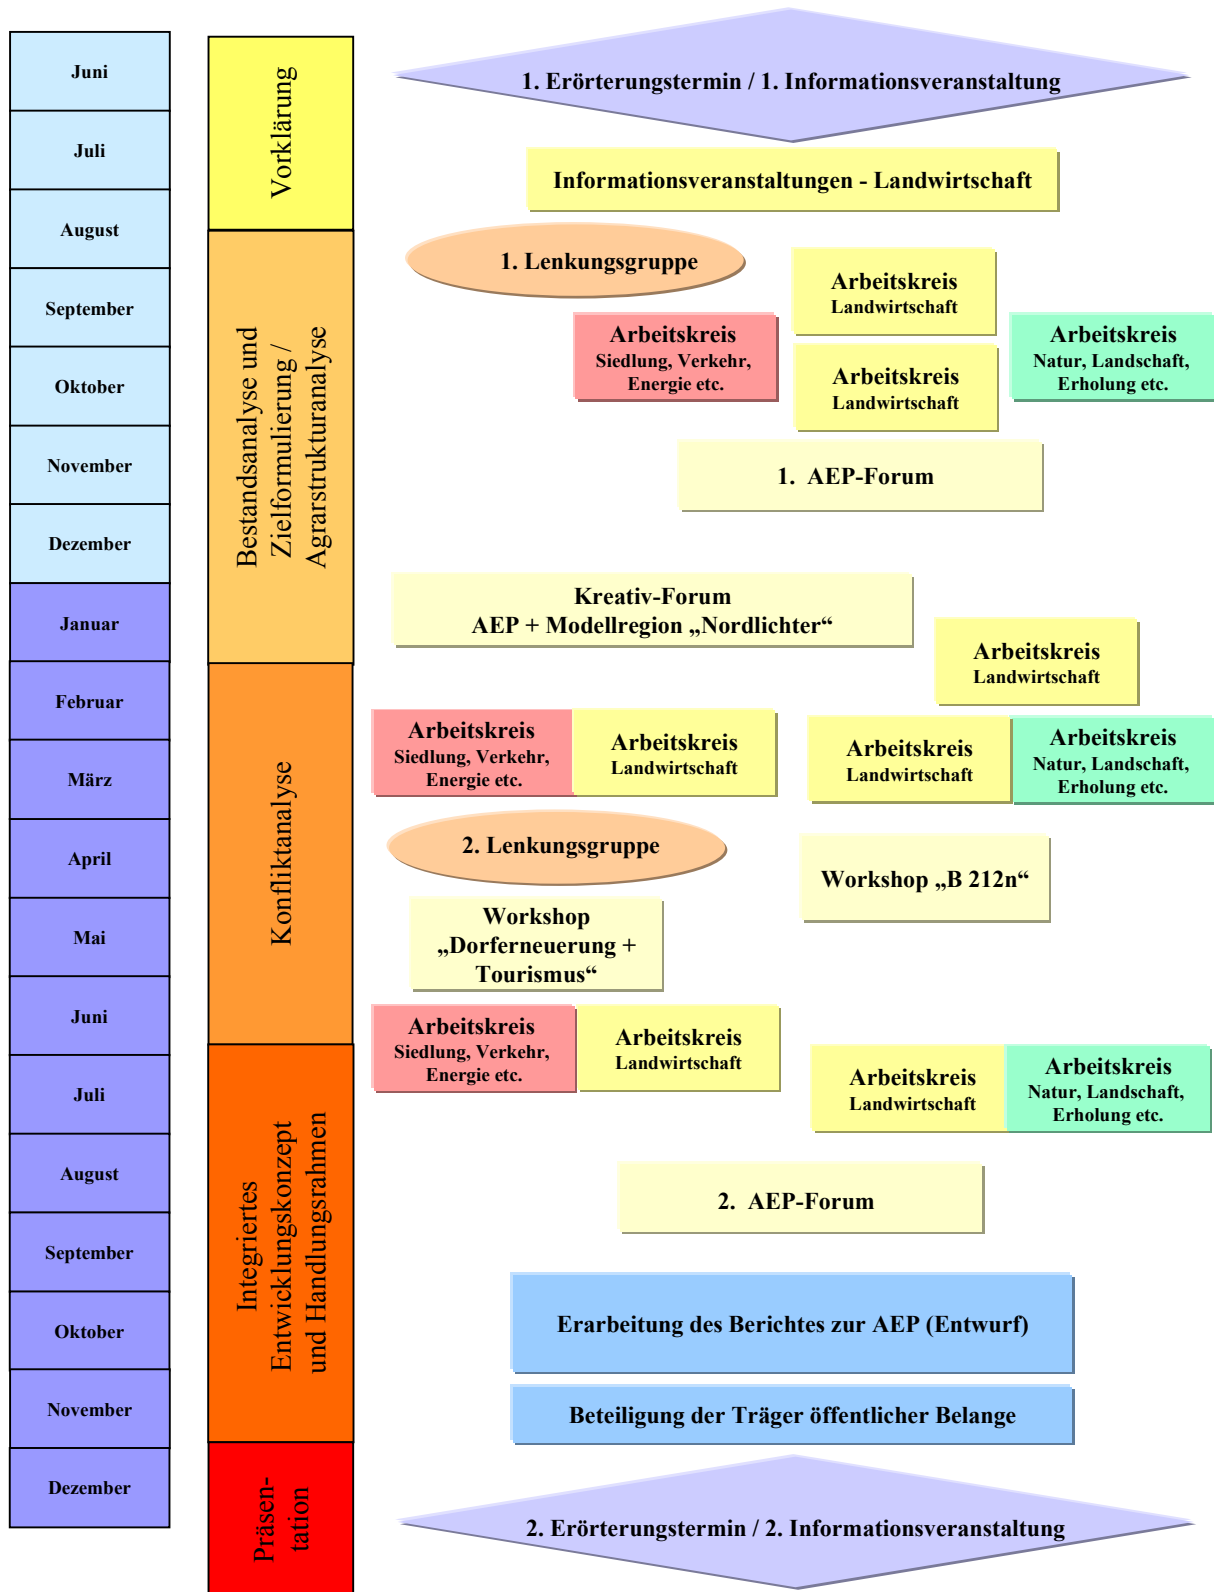 Juni
Juli
August
September
Oktober
November
Dezember
Januar
Februar
März
April
Mai
Juni
Juli
August
September
Oktober
November
Dezember
Vorklärung
Bestandsanalyse und
Zielformulierung /
Agrarstrukturanalyse
Konfliktanalyse
Integriertes
Entwicklungskonzept
und Handlungsrahmen
Präsen-
tation
1. Erörterungstermin / 1. Informationsveranstaltung
Informationsveranstaltungen - Landwirtschaft
1. Lenkungsgruppe
Arbeitskreis
Landwirtschaft
Arbeitskreis
Siedlung, Verkehr,
Energie etc.
Arbeitskreis
Landwirtschaft
Arbeitskreis
Natur, Landschaft,
Erholung etc.
1. AEP-Forum
Kreativ-Forum
AEP + Modellregion „Nordlichter“
Arbeitskreis
Landwirtschaft
Arbeitskreis
Siedlung, Verkehr,
Energie etc.
Arbeitskreis
Landwirtschaft
Arbeitskreis
Landwirtschaft
Arbeitskreis
Natur, Landschaft,
Erholung etc.
2. Lenkungsgruppe
Workshop „B 212n“
Workshop
„Dorferneuerung +
Tourismus“
Arbeitskreis
Siedlung, Verkehr,
Energie etc.
Arbeitskreis
Landwirtschaft
Arbeitskreis
Landwirtschaft
Arbeitskreis
Natur, Landschaft,
Erholung etc.
2. AEP-Forum
Erarbeitung des Berichtes zur AEP (Entwurf)
Beteiligung der Träger öffentlicher Belange
2. Erörterungstermin / 2. Informationsveranstaltung